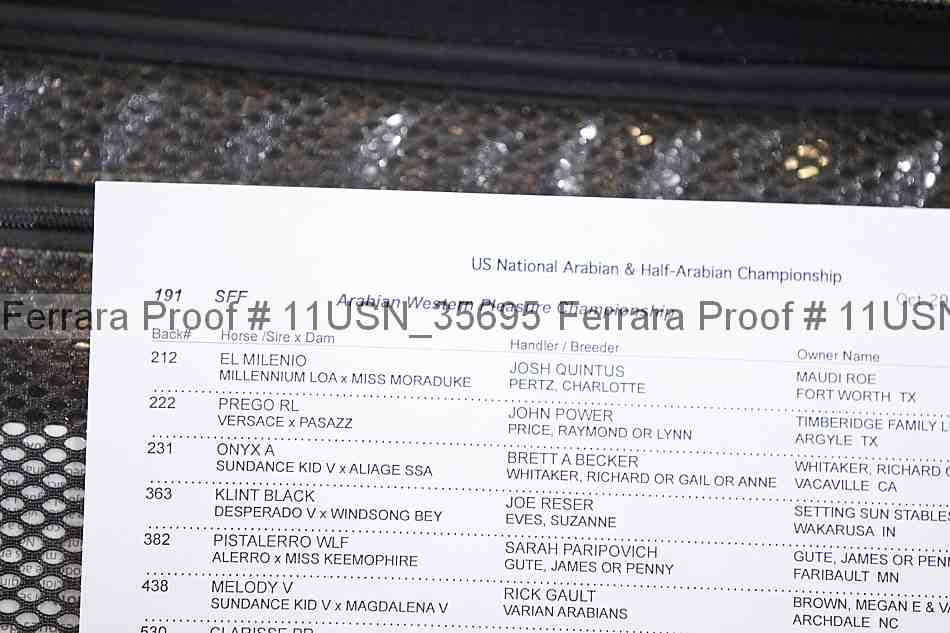 US National Arabian & Half-Arabian Championship
191 SFF Arabian Western Pleasure Championship
Ferrara Proof # 11USN_35695 Ferrara Proof # 11USN
Back# Horse /Sire x Dam Handler / Breeder Owner Name
212 EL MILENIO JOSH QUINTUS MAUDI ROE
MILLENNIUM LOA x MISS MORADUKE PERTZ, CHARLOTTE FORT WORTH TX
222 PREGO RL JOHN POWER TIMBERIDGE FAMILY
VERSACE x PASAZZ PRICE, RAYMOND OR LYNN ARGYLE TX
231 ONYX A BRETT A BECKER WHITAKER, RICHARD
SUNDANCE KID V x ALIAGE SSA WHITAKER, RICHARD OR GAIL OR ANNE VACAVILLE CA
363 KLINT BLACK JOE RESER SETTING SUN STABLES
DESPERADO V x WINDSONG BEY EVES, SUZANNE WAKARUSA IN
382 PISTALERRO WLF SARAH PARIPOVICH GUTE, JAMES OR PENN
ALERRO x MISS KEEMOPHIRE GUTE, JAMES OR PENNY FARIBAULT MN
438 MELODY V RICK GAULT BROWN, MEGAN E & VA
SUNDANCE KID V x MAGDALENA V VARIAN ARABIANS ARCHDALE NC